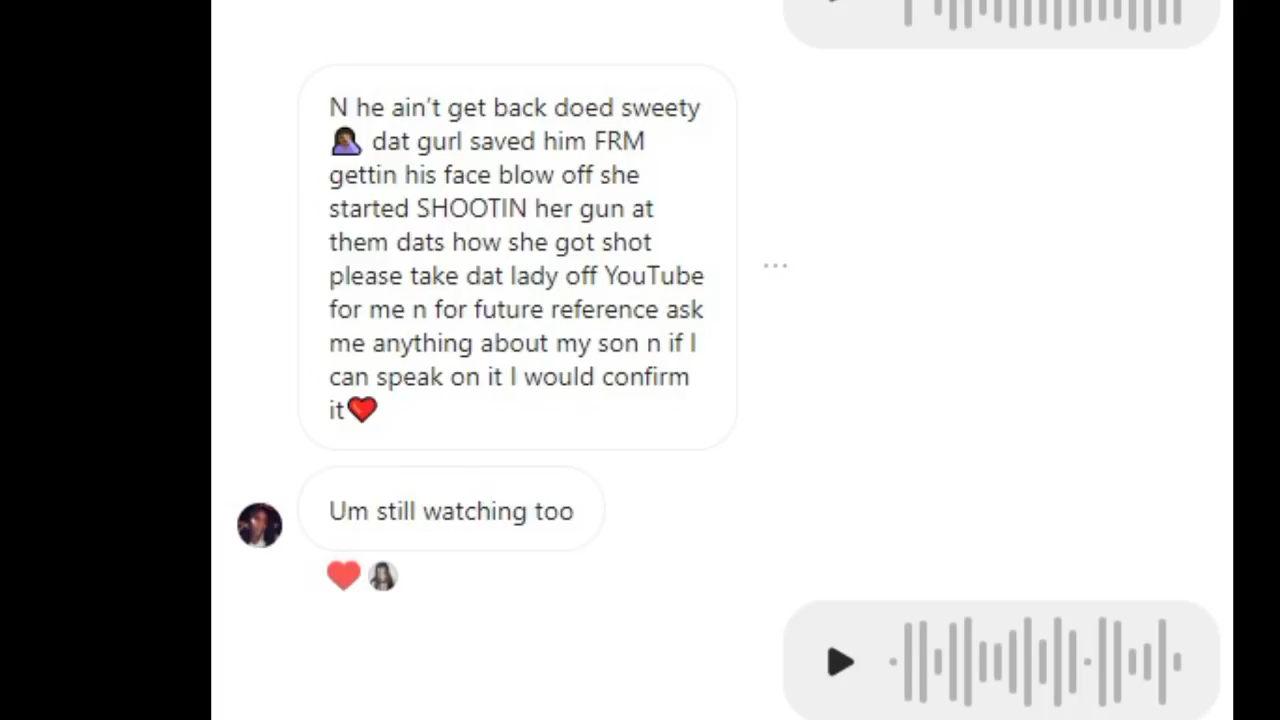 N he ain't get back doed sweety
🤦🏾‍♀️ dat gurl saved him FRM
gettin his face blow off she
started SHOOTIN her gun at
them dats how she got shot
please take dat lady off YouTube
for me n for future reference ask
me anything about my son n if I
can speak on it I would confirm
it❤️
Um still watching too